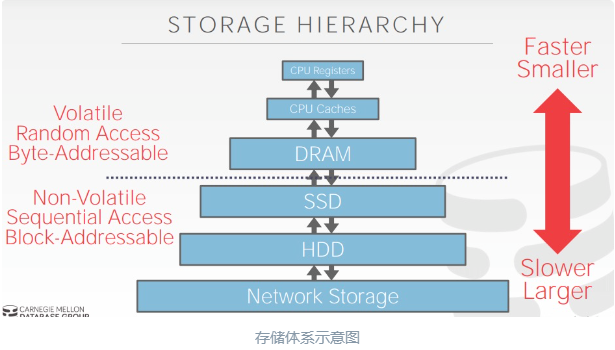 STORAGE HIERARCHY
Faster
Smaller
CPU Registers
CPU Caches
Volatile
Random Access
Byte-Addressable
DRAM
Non-Volatile
Sequential Access
Block-Addressable
SSD
HDD
Slower
Larger
Network Storage
CARNEGIE MELLON
DATABASE GROUP
存储体系示意图